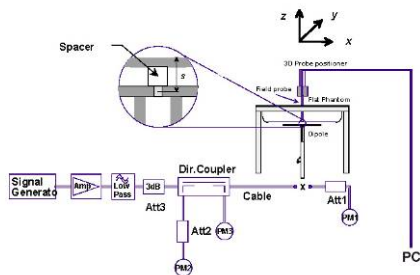 z
y
x
Spacer
s
3D Probe positioner
Field probe
Flat Phantom
Dipole
Signal
Generato
Amp
Low
Pass
3dB
Att3
Dir.Coupler
Cable
x
Att1
PM1
Att2
PM3
PM2
PC